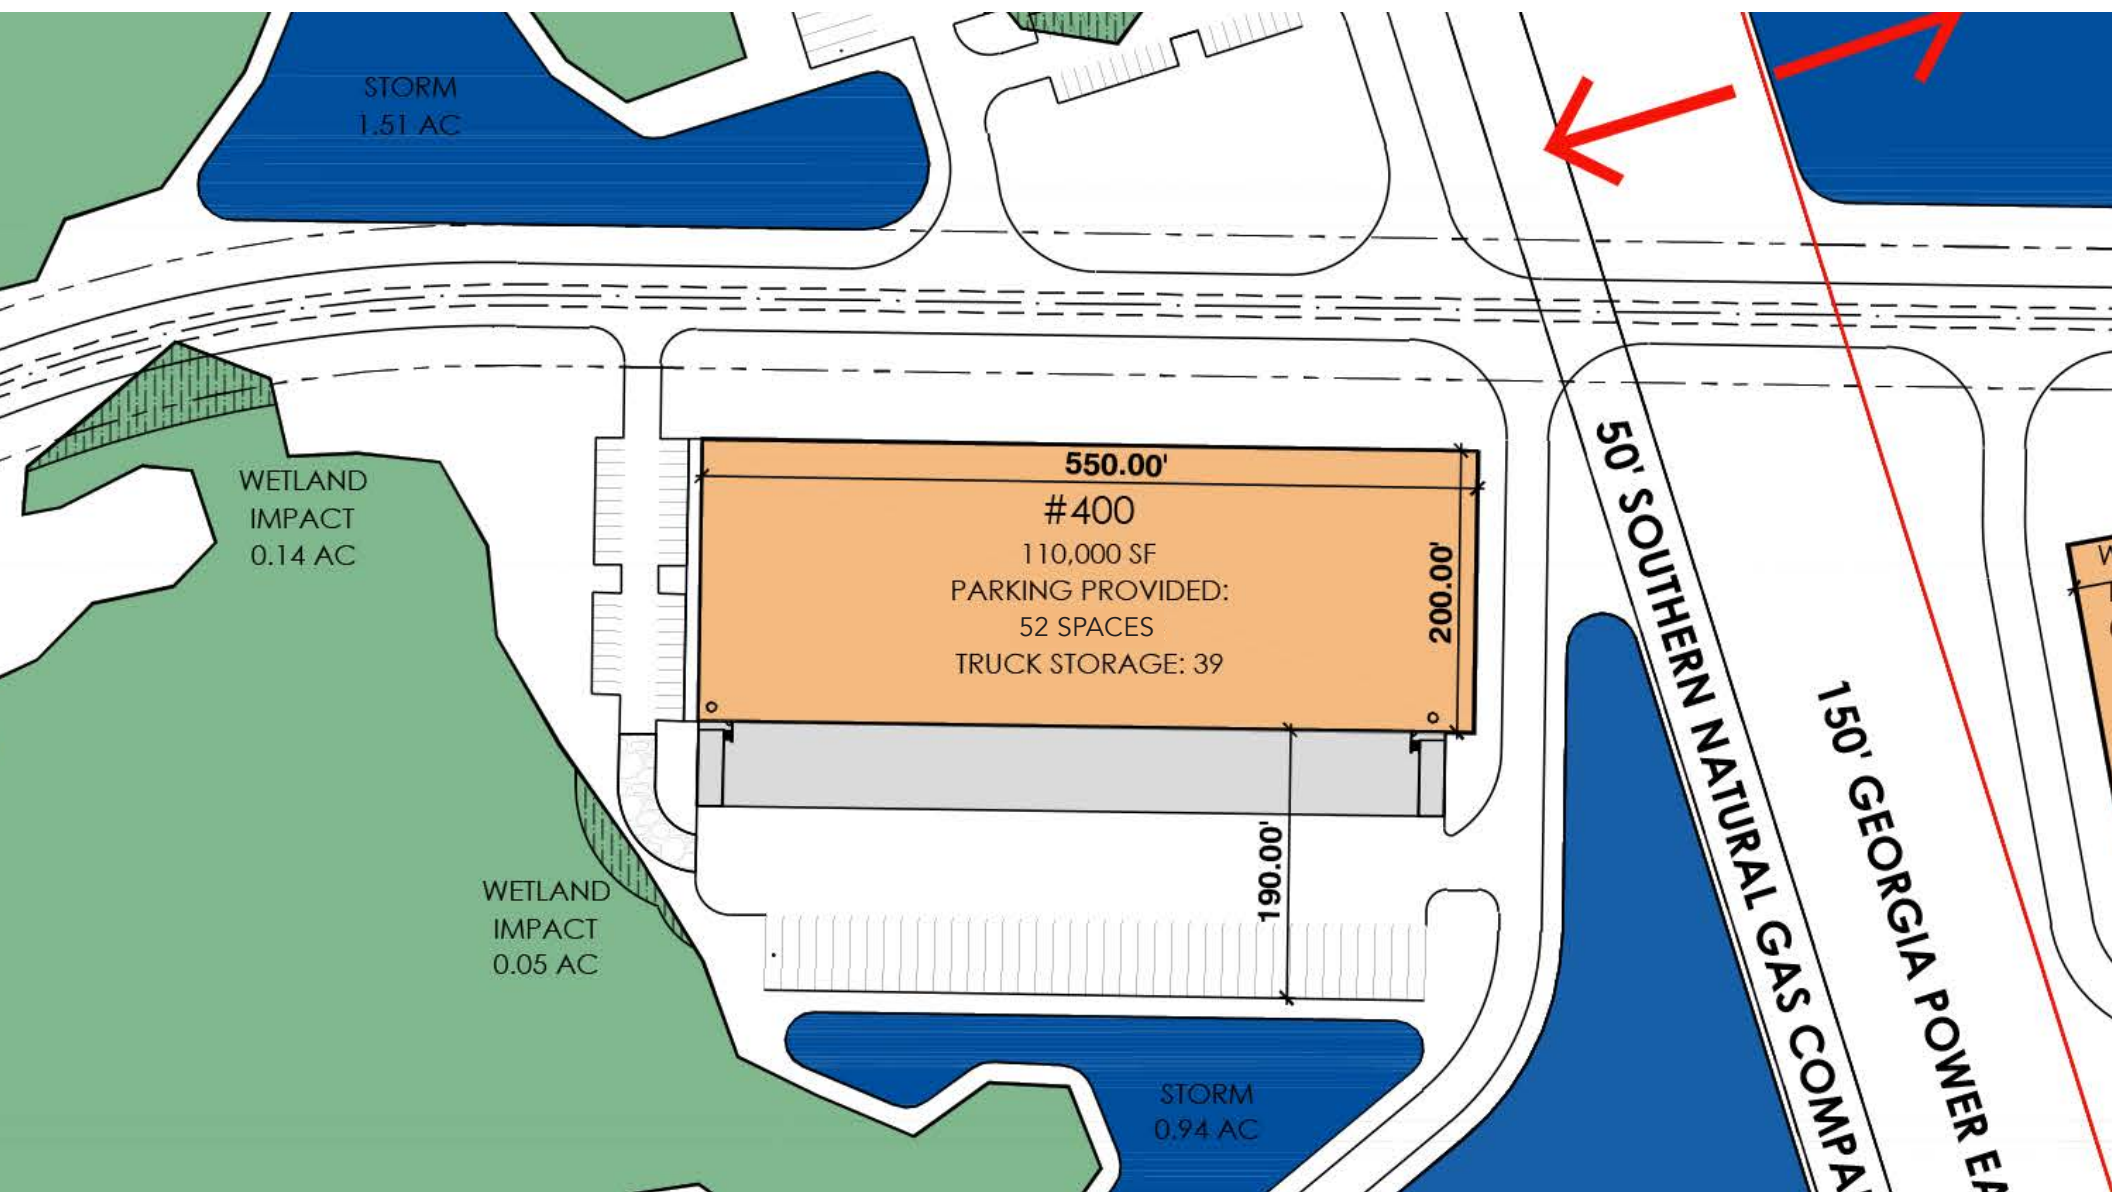 STORM
1.51 AC
WETLAND
IMPACT
0.14 AC
550.00'
#400
110,000 SF
PARKING PROVIDED:
52 SPACES
TRUCK STORAGE: 39
200.00'
190.00'
WETLAND
IMPACT
0.05 AC
STORM
0.94 AC
50' SOUTHERN NATURAL GAS COMPA
150' GEORGIA POWER EA